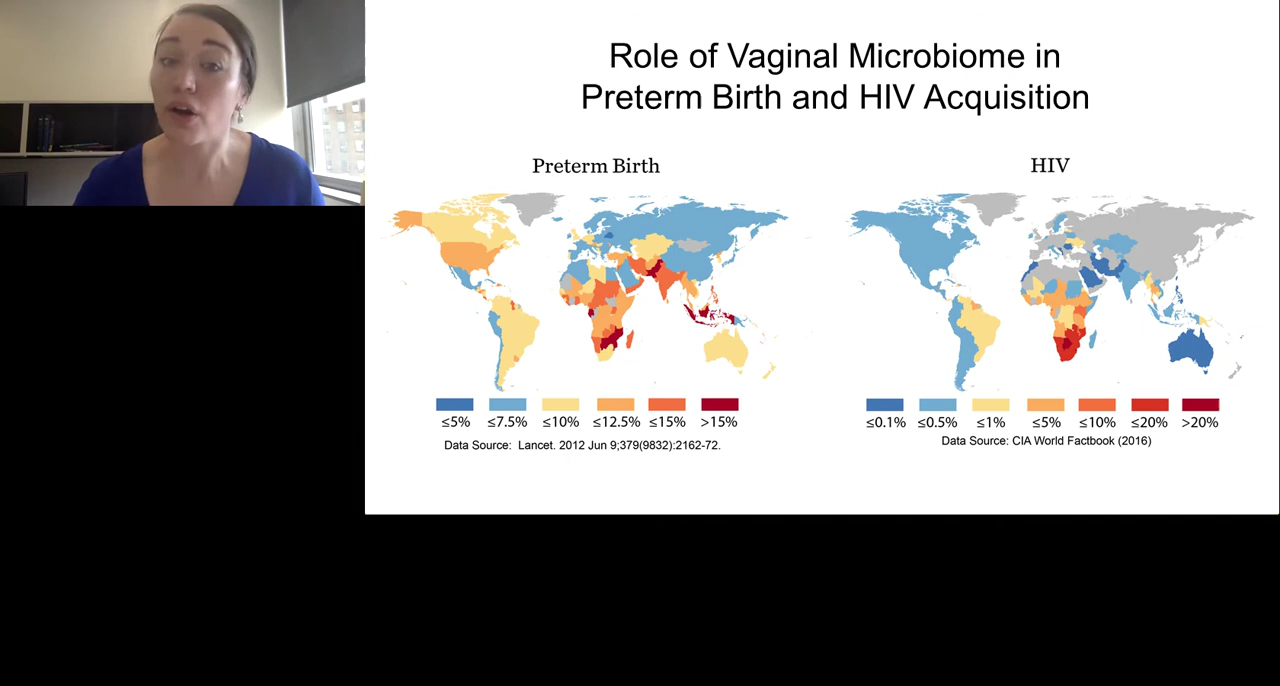 Role of Vaginal Microbiome in
Preterm Birth and HIV Acquisition
Preterm Birth
≤5%
≤7.5%
≤10%
≤12.5%
≤15%
>15%
Data Source: Lancet. 2012 Jun 9;379(9832):2162-72.
HIV
≤0.1%
≤0.5%
≤1%
≤5%
≤10%
≤20%
>20%
Data Source: CIA World Factbook (2016)